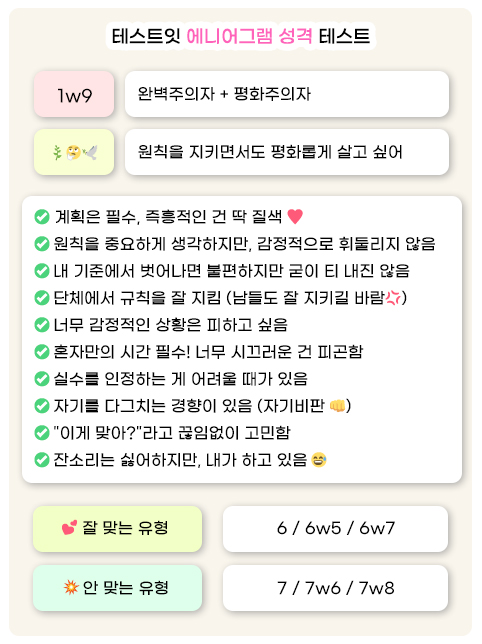 테스트잇 에니어그램 성격 테스트
1w9
완벽주의자 + 평화주의자
🌿🤔🕊️
원칙을 지키면서도 평화롭게 살고 싶어
✅ 계획은 필수, 즉흥적인 건 딱 질색 ♥️
✅ 원칙을 중요하게 생각하지만, 감정적으로 휘둘리지 않음
✅ 내 기준에서 벗어나면 불편하지만 굳이 티 내진 않음
✅ 단체에서 규칙을 잘 지킴 (남들도 잘 지키길 바람💢)
✅ 너무 감정적인 상황은 피하고 싶음
✅ 혼자만의 시간 필수! 너무 시끄러운 건 피곤함
✅ 실수를 인정하는 게 어려울 때가 있음
✅ 자기를 다그치는 경향이 있음 (자기비판 👊)
✅ "이게 맞아?"라고 끊임없이 고민함
✅ 잔소리는 싫어하지만, 내가 하고 있음 😅
💕 잘 맞는 유형
6 / 6w5 / 6w7
💥 안 맞는 유형
7 / 7w6 / 7w8